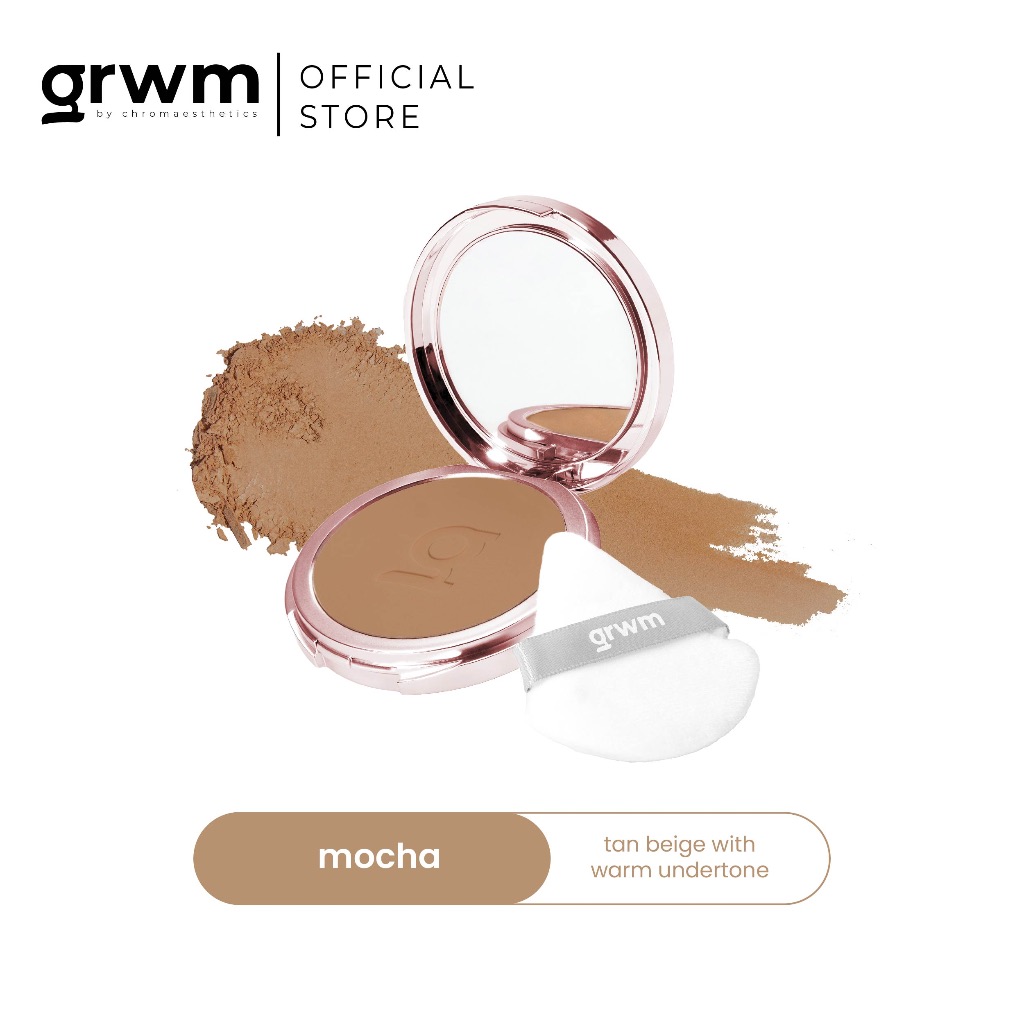 grwm
by chromaesthetics
OFFICIAL
STORE
grwm
mocha
tan beige with
warm undertone